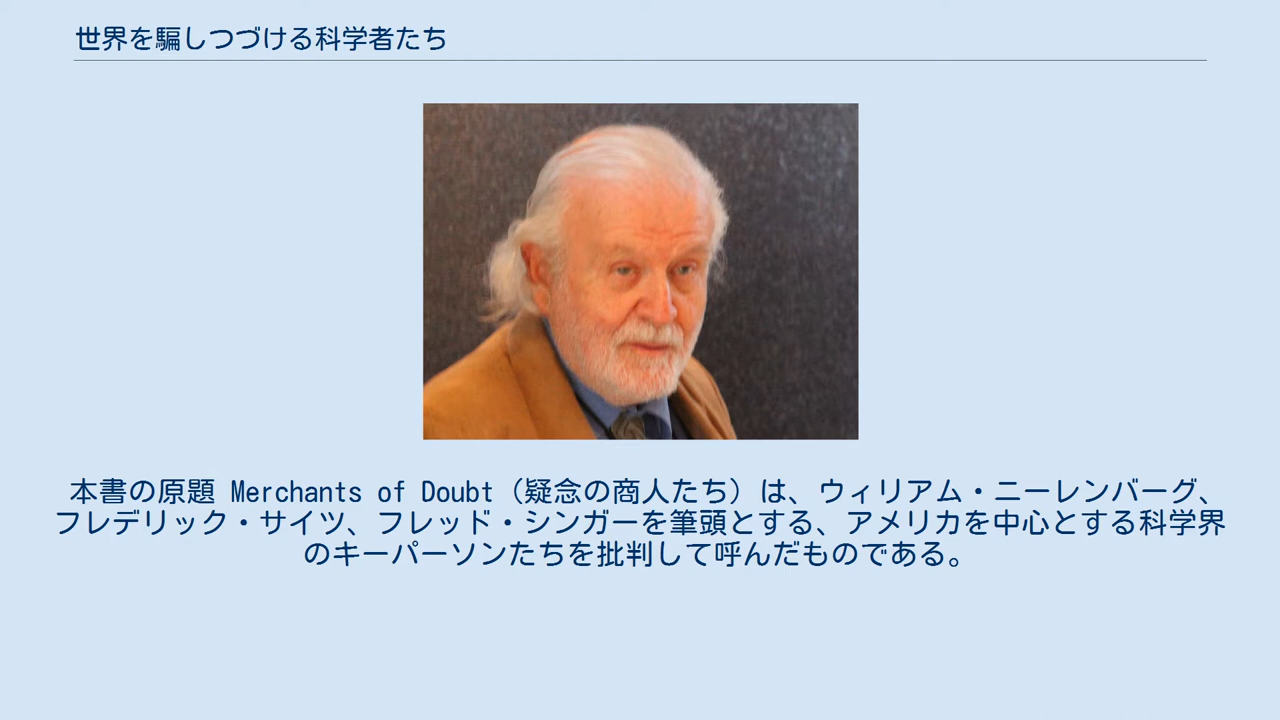 世界を騙しつづける科学者たち
本書の原題 Merchants of Doubt（疑念の商人たち）は、ウィリアム・ニーレンバーグ、
フレデリック・サイツ、フレッド・シンガーを筆頭とする、アメリカを中心とする科学界
のキーパーソンたちを批判して呼んだものである。